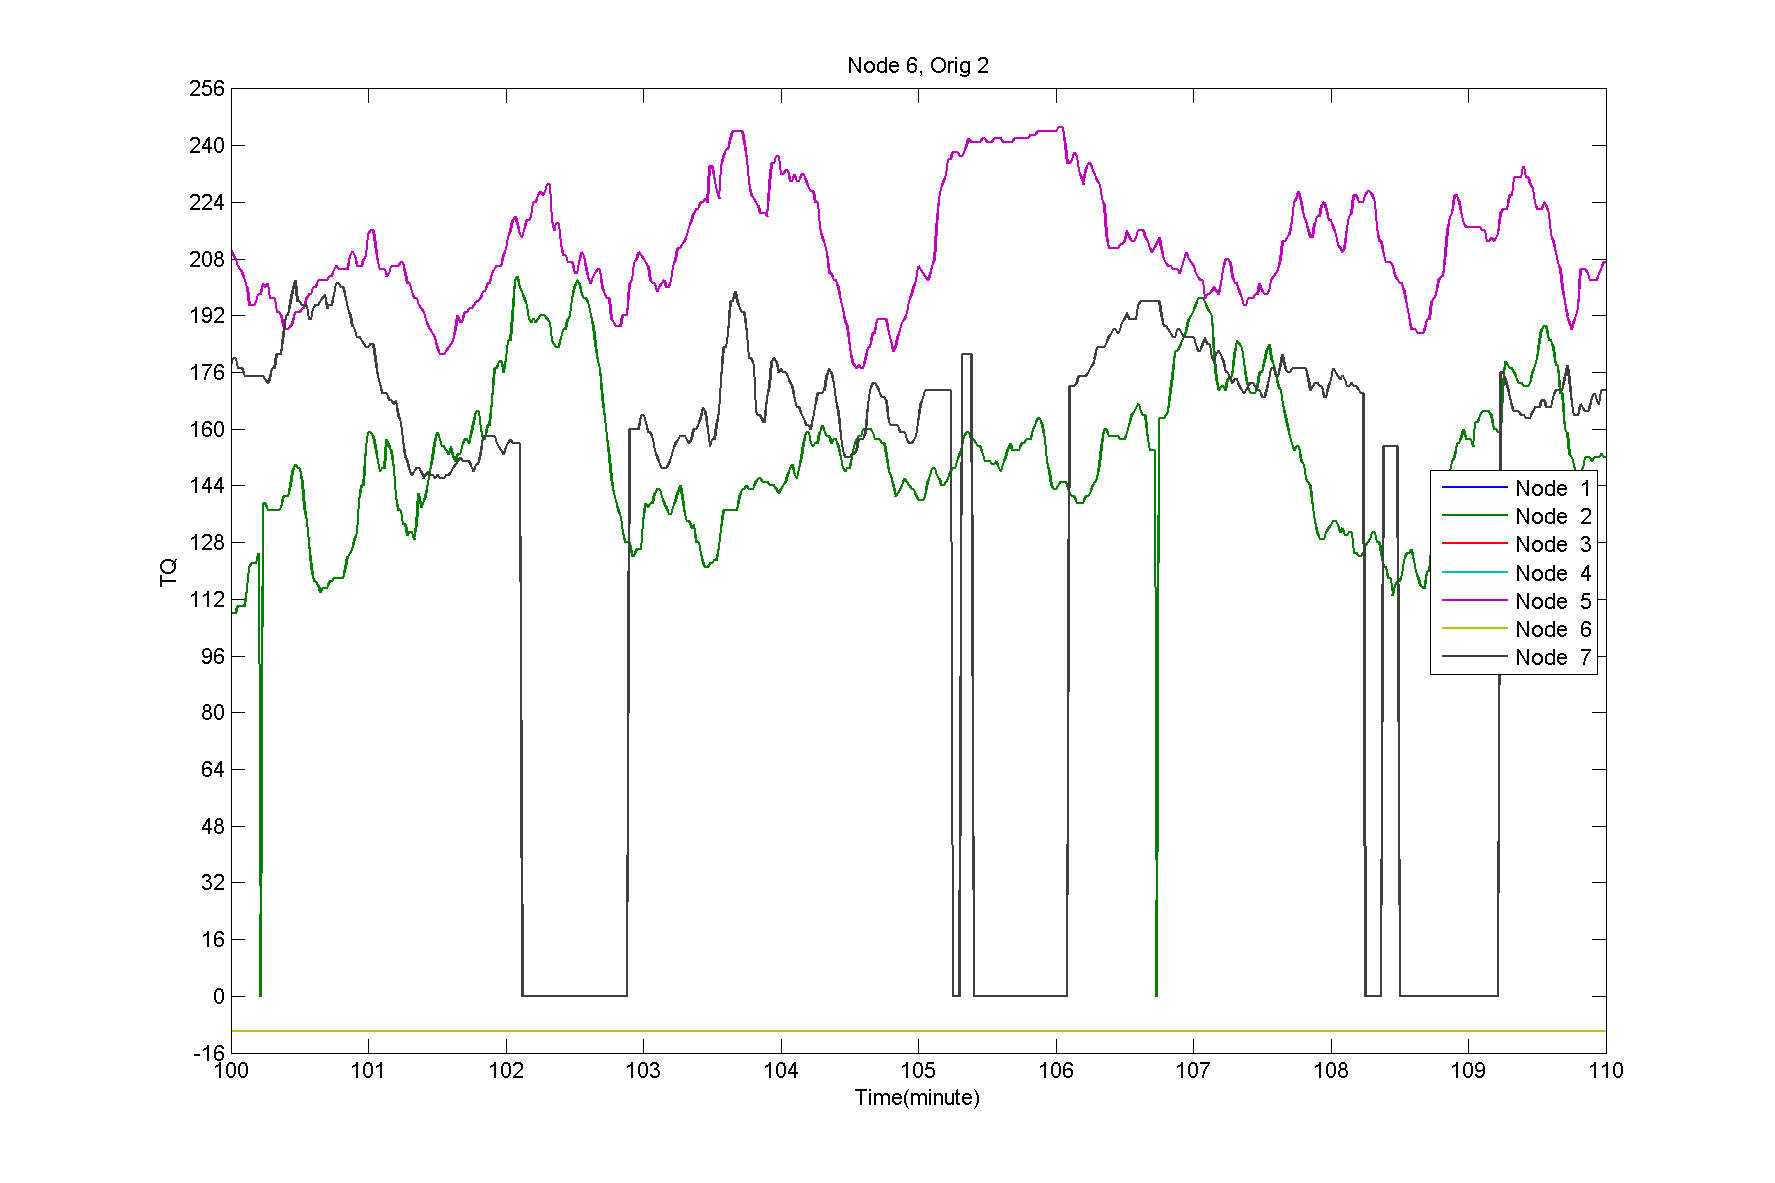 Node 6, Orig 2
256
240
224
208
192
176
160
144
128
112
96
80
64
48
32
16
0
-16
TQ
Node 1
Node 2
Node 3
Node 4
Node 5
Node 6
Node 7
100 101 102 103 104 105 106 107 108 109 110
Time(minute)